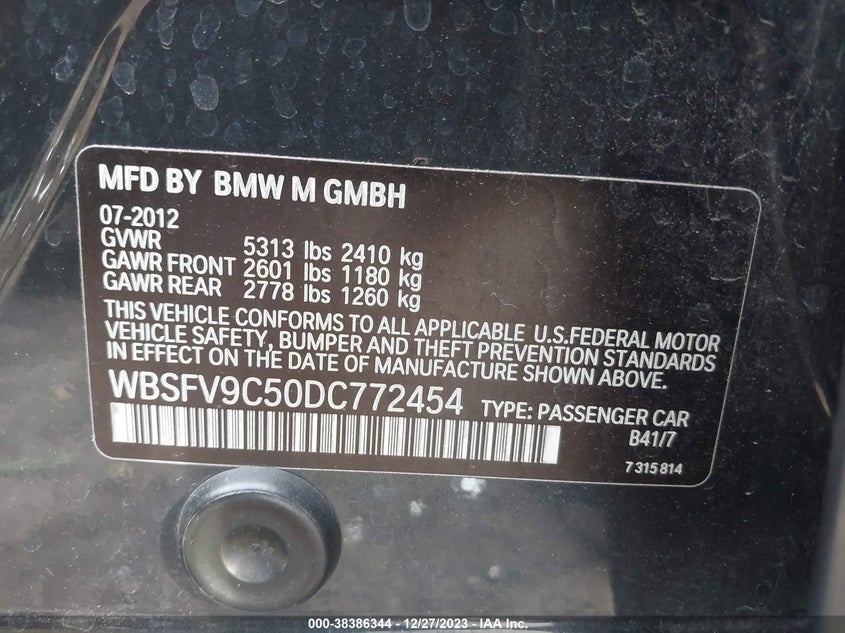 MFD BY BMW M GMBH
07-2012
GVWR 5313 lbs 2410 kg
GAWR FRONT 2601 lbs 1180 kg
GAWR REAR 2778 lbs 1260 kg
THIS VEHICLE CONFORMS TO ALL APPLICABLE U.S.FEDERAL MOTOR
VEHICLE SAFETY, BUMPER AND THEFT PREVENTION STANDARDS
IN EFFECT ON THE DATE OF MANUFACTURE SHOWN ABOVE.
WBSFV9C50DC772454 TYPE: PASSENGER CAR
B41/7
7 315 814
000-38386344 - 12/27/2023 - IAA Inc.